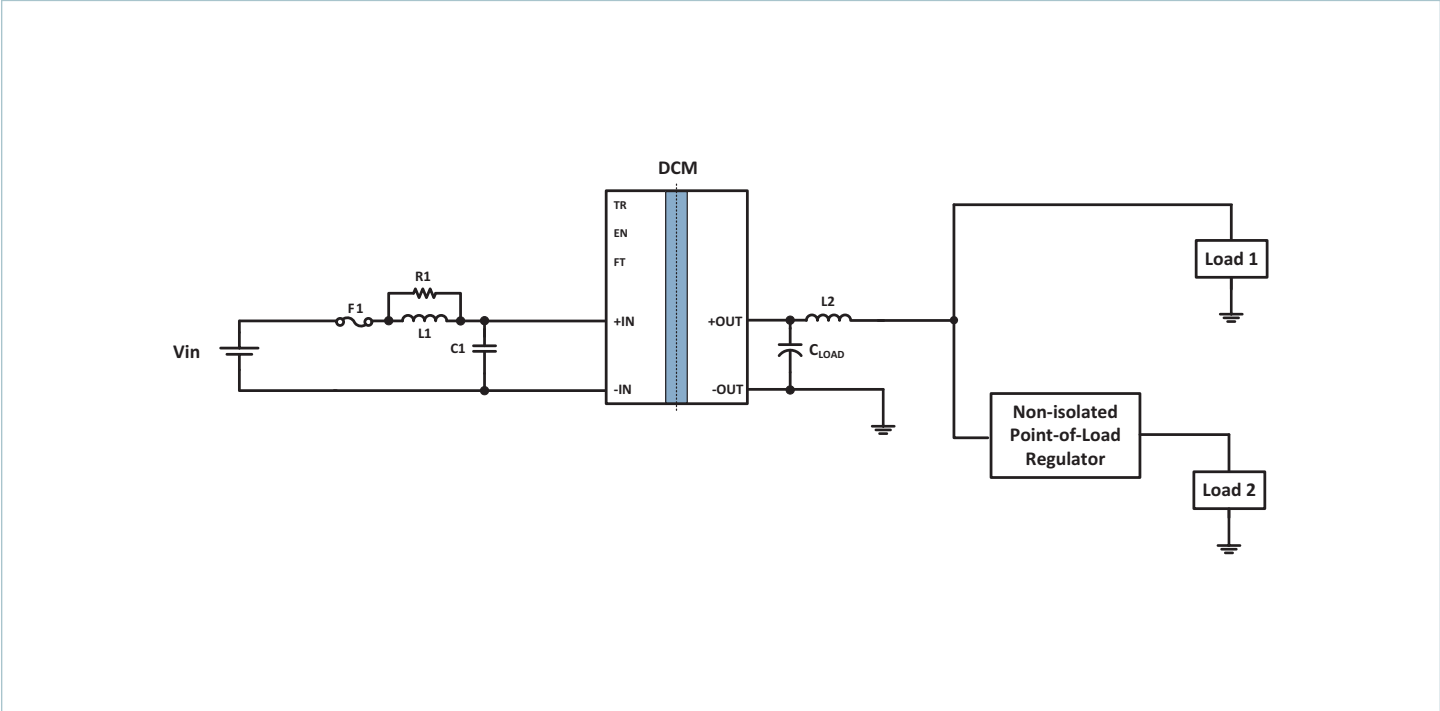 DCM
TR
EN
FT
+IN
-IN
+OUT
-OUT
Vin
F1
R1
L1
C1
L2
CLOAD
Load 1
Non-isolated
Point-of-Load
Regulator
Load 2